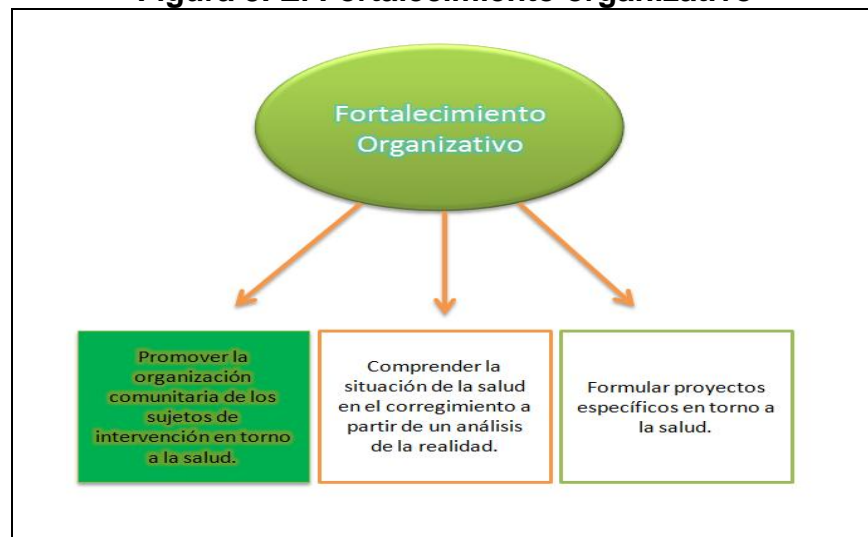 Fortalecimiento
Organizativo
Promover la
organización
comunitaria de los
sujetos de
intervención en torno
a la salud.
Comprender la
situación de la salud
en el corregimiento a
partir de un análisis
de la realidad.
Formular proyectos
específicos en torno a
la salud.